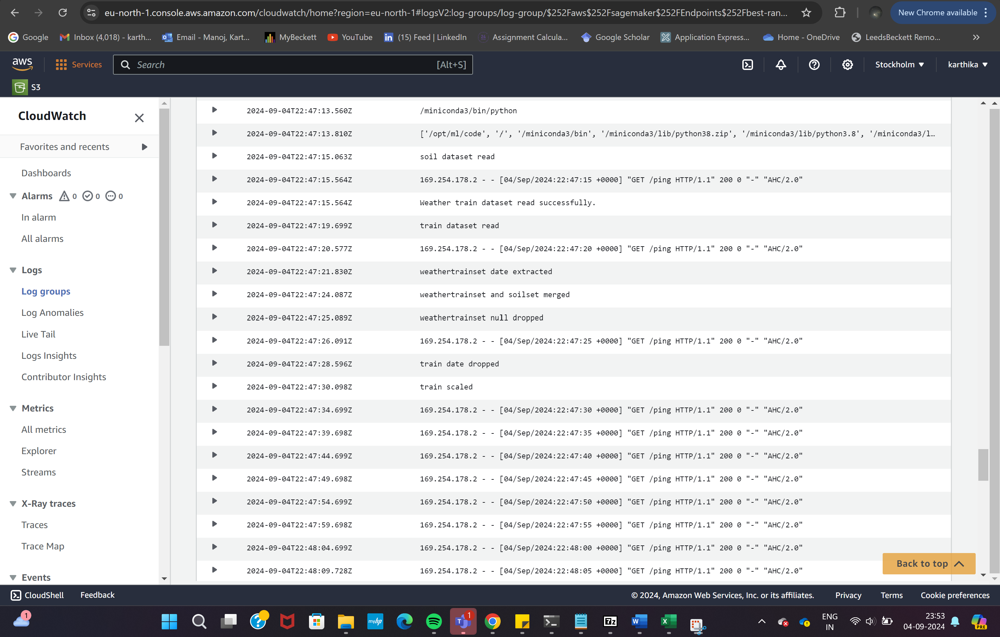 eu-north-1.console.aws.amazon.com/cloudwatch/home?region=eu-north-1#logsV2:log-groups/log-group/$252Faws$252Fsagemaker$252FEndpoints$252Fbest-ran...
New Chrome available
Google
Inbox (4,018) - karth...
Email - Manoj, Kart...
MyBeckett
YouTube
(15) Feed | LinkedIn
24
Assignment Calcula...
Google Scholar
Application Express...
Home - OneDrive
LeedsBeckett Remo...
aws
Services
Search
[Alt+S]
Stockholm
karthika
S3
CloudWatch
Favorites and recents
Dashboards
Alarms 0 0 0
In alarm
All alarms
Logs
Log groups
Log Anomalies
Live Tail
Logs Insights
Contributor Insights
Metrics
All metrics
Explorer
Streams
X-Ray traces
Traces
Trace Map
Events
2024-09-04T22:47:13.560Z /miniconda3/bin/python
2024-09-04T22:47:13.810Z ['/opt/ml/code', '/', '/miniconda3/bin', '/miniconda3/lib/python38.zip', '/miniconda3/lib/python3.8', '/miniconda3/l...
2024-09-04T22:47:15.063Z soil dataset read
2024-09-04T22:47:15.564Z 169.254.178.2 - - [04/Sep/2024:22:47:15 +0000] "GET /ping HTTP/1.1" 200 0 "-" "AHC/2.0"
2024-09-04T22:47:15.564Z Weather train dataset read successfully.
2024-09-04T22:47:19.699Z train dataset read
2024-09-04T22:47:20.577Z 169.254.178.2 - - [04/Sep/2024:22:47:20 +0000] "GET /ping HTTP/1.1" 200 0 "-" "AHC/2.0"
2024-09-04T22:47:21.830Z weathertrainset date extracted
2024-09-04T22:47:24.087Z weathertrainset and soilset merged
2024-09-04T22:47:25.089Z weathertrainset null dropped
2024-09-04T22:47:26.091Z 169.254.178.2 - - [04/Sep/2024:22:47:25 +0000] "GET /ping HTTP/1.1" 200 0 "-" "AHC/2.0"
2024-09-04T22:47:28.596Z train date dropped
2024-09-04T22:47:30.098Z train scaled
2024-09-04T22:47:34.699Z 169.254.178.2 - - [04/Sep/2024:22:47:30 +0000] "GET /ping HTTP/1.1" 200 0 "-" "AHC/2.0"
2024-09-04T22:47:39.698Z 169.254.178.2 - - [04/Sep/2024:22:47:35 +0000] "GET /ping HTTP/1.1" 200 0 "-" "AHC/2.0"
2024-09-04T22:47:44.699Z 169.254.178.2 - - [04/Sep/2024:22:47:40 +0000] "GET /ping HTTP/1.1" 200 0 "-" "AHC/2.0"
2024-09-04T22:47:49.698Z 169.254.178.2 - - [04/Sep/2024:22:47:45 +0000] "GET /ping HTTP/1.1" 200 0 "-" "AHC/2.0"
2024-09-04T22:47:54.699Z 169.254.178.2 - - [04/Sep/2024:22:47:50 +0000] "GET /ping HTTP/1.1" 200 0 "-" "AHC/2.0"
2024-09-04T22:47:59.698Z 169.254.178.2 - - [04/Sep/2024:22:47:55 +0000] "GET /ping HTTP/1.1" 200 0 "-" "AHC/2.0"
2024-09-04T22:48:04.699Z 169.254.178.2 - - [04/Sep/2024:22:48:00 +0000] "GET /ping HTTP/1.1" 200 0 "-" "AHC/2.0"
2024-09-04T22:48:09.728Z 169.254.178.2 - - [04/Sep/2024:22:48:05 +0000] "GET /ping HTTP/1.1" 200 0 "-" "AHC/2.0"
Back to top
CloudShell
Feedback
© 2024, Amazon Web Services, Inc. or its affiliates.
Privacy
Terms
Cookie preferences
1
myhp
T
1
7z
W
X
ENG
IN
23:53
04-09-2024
PRE